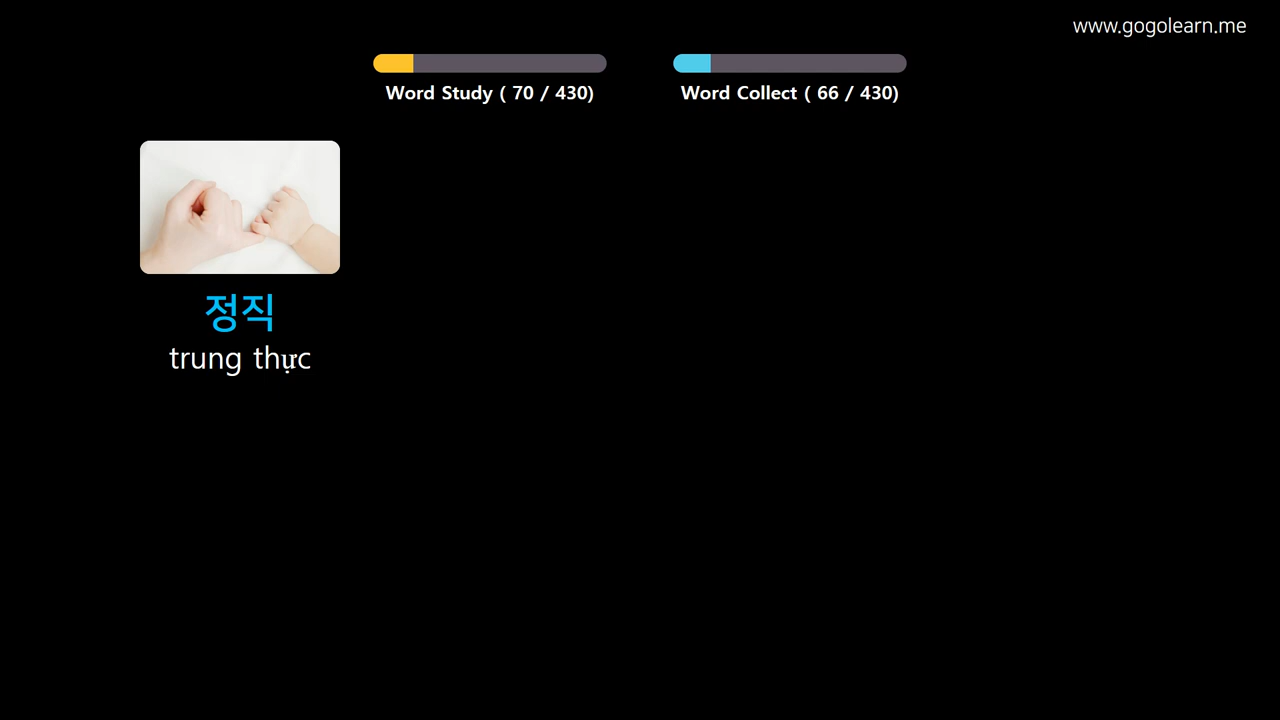 www.gogolearn.me
Word Study ( 70 / 430)
Word Collect ( 66 / 430)
정직
trung thực